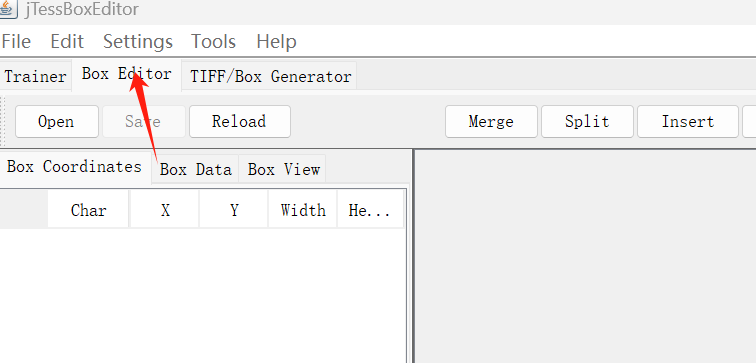 jTessBoxEditor
File Edit Settings Tools Help
Trainer Box Editor TIFF/Box Generator
Open Save Reload Merge Split Insert
Box Coordinates Box Data Box View
Char X Y Width He...